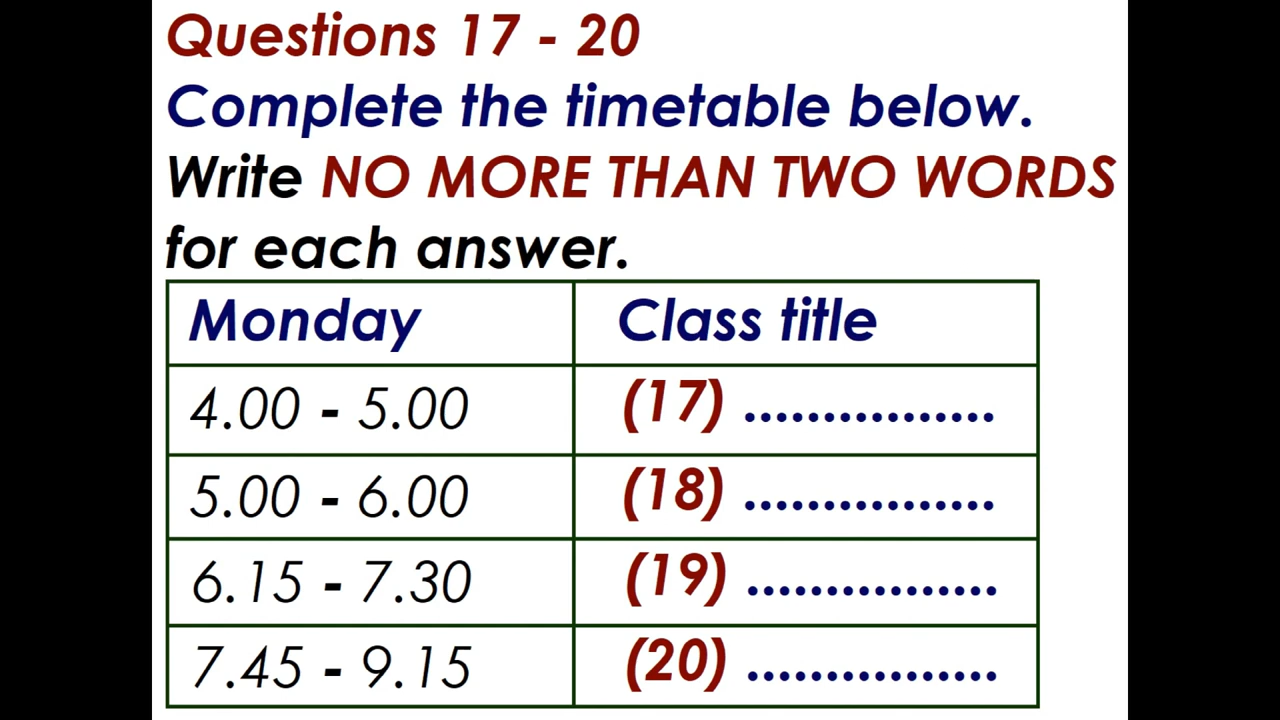 Questions 17 - 20
Complete the timetable below.
Write NO MORE THAN TWO WORDS
for each answer.
Monday Class title
4.00 - 5.00 (17) ................
5.00 - 6.00 (18) ................
6.15 - 7.30 (19) ................
7.45 - 9.15 (20) ................